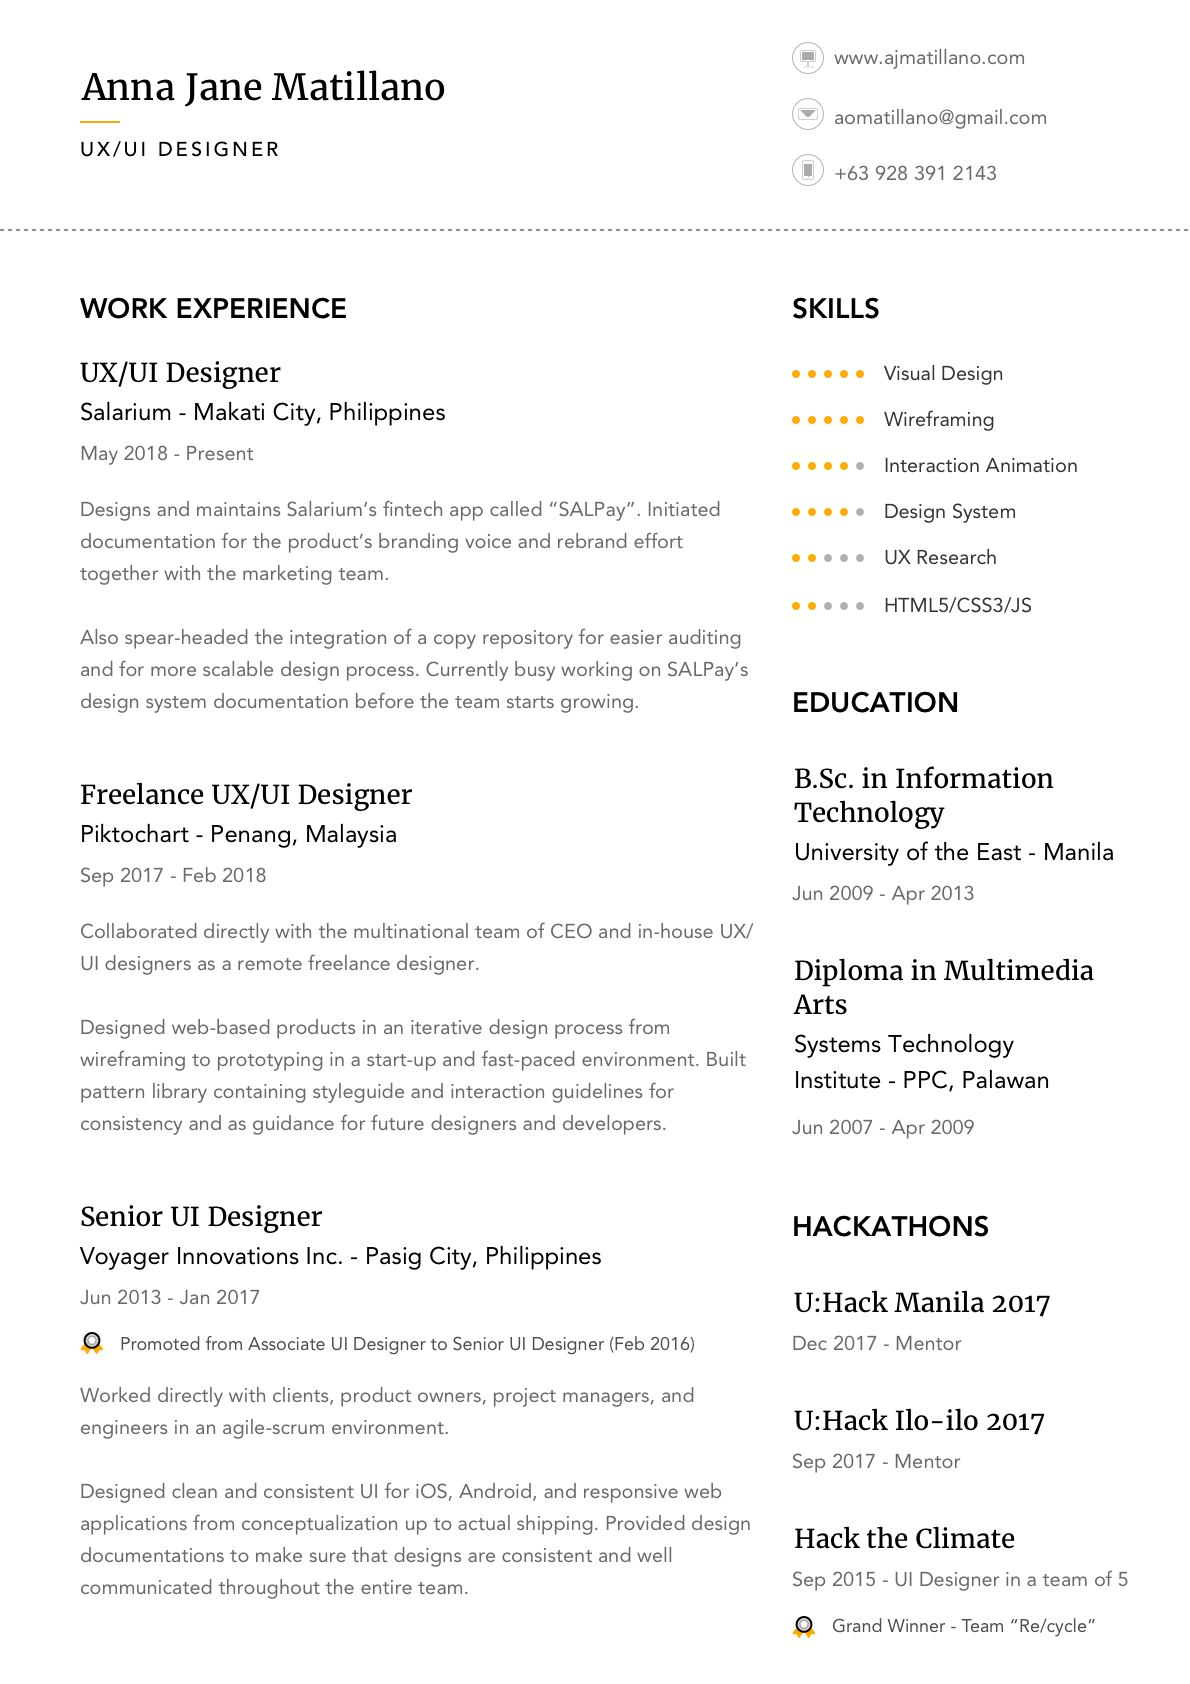 Anna Jane Matillano
UX/UI DESIGNER
www.ajmatillano.com
aomatillano@gmail.com
+63 928 391 2143
WORK EXPERIENCE
UX/UI Designer
Salarium - Makati City, Philippines
May 2018 - Present
Designs and maintains Salarium’s fintech app called “SALPay”. Initiated
documentation for the product’s branding voice and rebrand effort
together with the marketing team.
Also spear-headed the integration of a copy repository for easier auditing
and for more scalable design process. Currently busy working on SALPay’s
design system documentation before the team starts growing.
Freelance UX/UI Designer
Piktochart - Penang, Malaysia
Sep 2017 - Feb 2018
Collaborated directly with the multinational team of CEO and in-house UX/
UI designers as a remote freelance designer.
Designed web-based products in an iterative design process from
wireframing to prototyping in a start-up and fast-paced environment. Built
pattern library containing styleguide and interaction guidelines for
consistency and as guidance for future designers and developers.
Senior UI Designer
Voyager Innovations Inc. - Pasig City, Philippines
Jun 2013 - Jan 2017
Promoted from Associate UI Designer to Senior UI Designer (Feb 2016)
Worked directly with clients, product owners, project managers, and
engineers in an agile-scrum environment.
Designed clean and consistent UI for iOS, Android, and responsive web
applications from conceptualization up to actual shipping. Provided design
documentations to make sure that designs are consistent and well
communicated throughout the entire team.
SKILLS
Visual Design
Wireframing
Interaction Animation
Design System
UX Research
HTML5/CSS3/JS
EDUCATION
B.Sc. in Information
Technology
University of the East - Manila
Jun 2009 - Apr 2013
Diploma in Multimedia
Arts
Systems Technology
Institute - PPC, Palawan
Jun 2007 - Apr 2009
HACKATHONS
U:Hack Manila 2017
Dec 2017 - Mentor
U:Hack Ilo-ilo 2017
Sep 2017 - Mentor
Hack the Climate
Sep 2015 - UI Designer in a team of 5
Grand Winner - Team “Re/cycle”